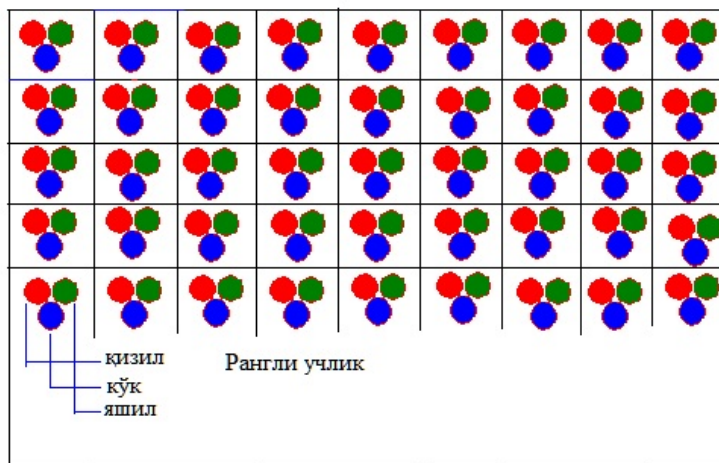 қизил
Рангли учлик
кўк
яшил